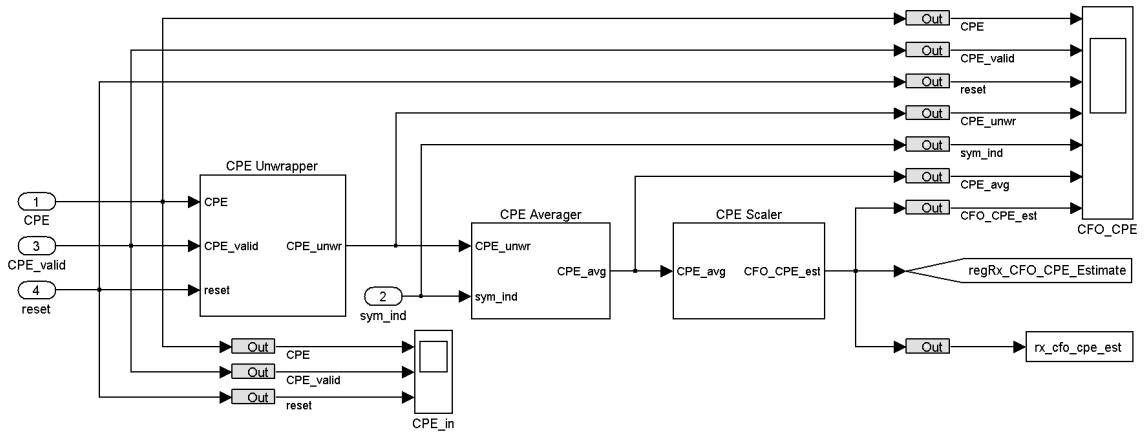 Out
CPE
Out
CPE_valid
Out
reset
Out
CPE_unwr
Out
sym_ind
Out
CPE_avg
Out
CFO_CPE_est
CFO_CPE
CPE Unwrapper
CPE
CPE_valid
CPE_unwr
reset
1
CPE
3
CPE_valid
4
reset
2
sym_ind
CPE Averager
CPE_unwr
CPE_avg
sym_ind
CPE Scaler
CPE_avg
CFO_CPE_est
regRx_CFO_CPE_Estimate
Out
rx_cfo_cpe_est
Out
CPE
Out
CPE_valid
Out
reset
CPE_in